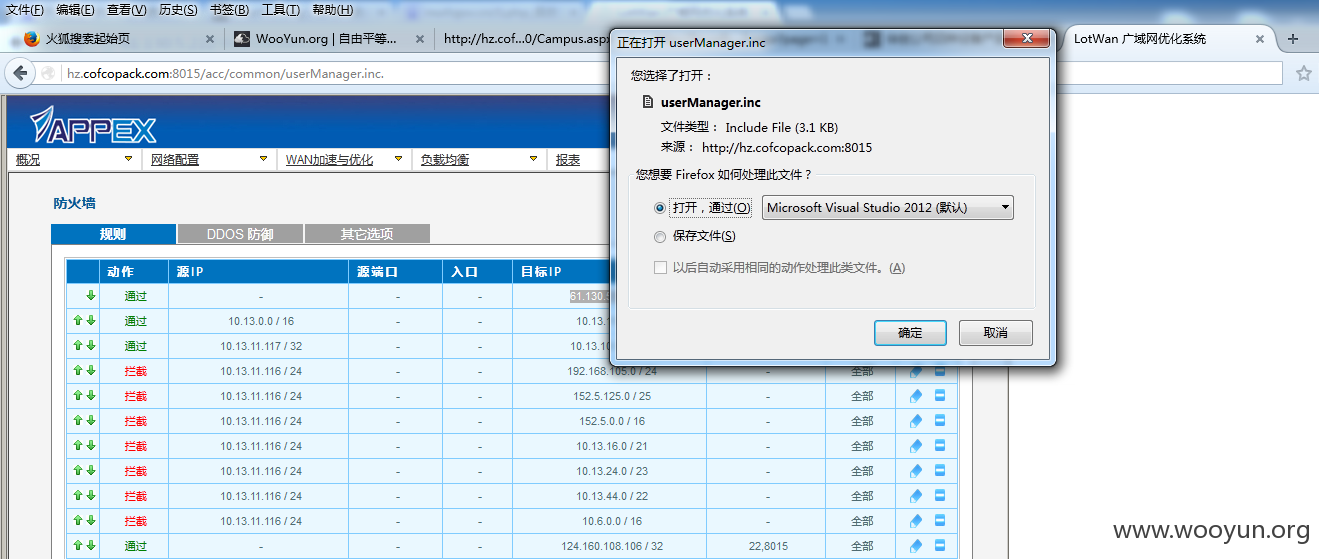 文件(F) 编辑(E) 查看(V) 历史(S) 书签(B) 工具(T) 帮助(H)
火狐搜索起始页 × WooYun.org | 自由平等... × http://hz.cof...0/Campus.aspx LotWan 广域网优化系统 × +
hz.cofcopack.com:8015/acc/common/userManager.inc.
APPEX
概况 网络配置 WAN加速与优化 负载均衡 报表
防火墙
规则 DDOS 防御 其它选项
动作 源IP 源端口 入口 目标IP
通过 - - - 61.130.
通过 10.13.0.0 / 16 - - 10.13.1
通过 10.13.11.117 / 32 - - 10.13.10
拦截 10.13.11.116 / 24 - - 192.168.105.0 / 24 - 全部
拦截 10.13.11.116 / 24 - - 152.5.125.0 / 25 - 全部
拦截 10.13.11.116 / 24 - - 152.5.0.0 / 16 - 全部
拦截 10.13.11.116 / 24 - - 10.13.16.0 / 21 - 全部
拦截 10.13.11.116 / 24 - - 10.13.24.0 / 23 - 全部
拦截 10.13.11.116 / 24 - - 10.13.44.0 / 22 - 全部
拦截 10.13.11.116 / 24 - - 10.6.0.0 / 16 - 全部
通过 - - - 124.160.108.106 / 32 22,8015 全部
正在打开 userManager.inc
您选择了打开：
userManager.inc
文件类型： Include File (3.1 KB)
来源： http://hz.cofcopack.com:8015
您想要 Firefox 如何处理此文件？
打开，通过(O) Microsoft Visual Studio 2012 (默认)
保存文件(S)
以后自动采用相同的动作处理此类文件。(A)
确定 取消
www.wooyun.org